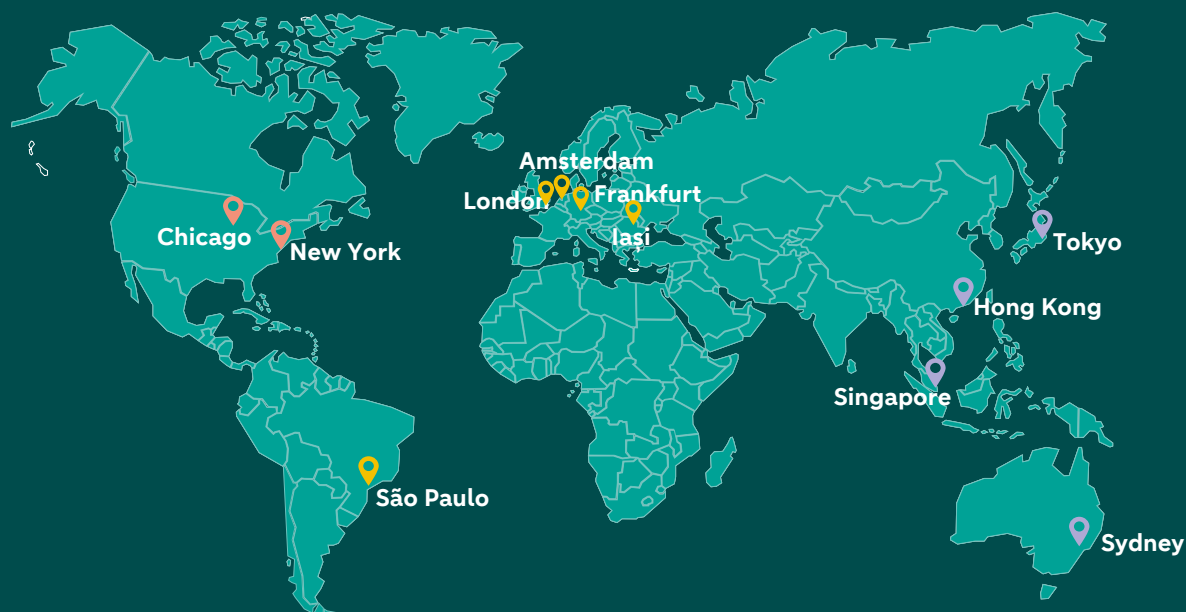 Amsterdam
London
Frankfurt
Iași
Chicago
New York
Tokyo
Hong Kong
Singapore
São Paulo
Sydney